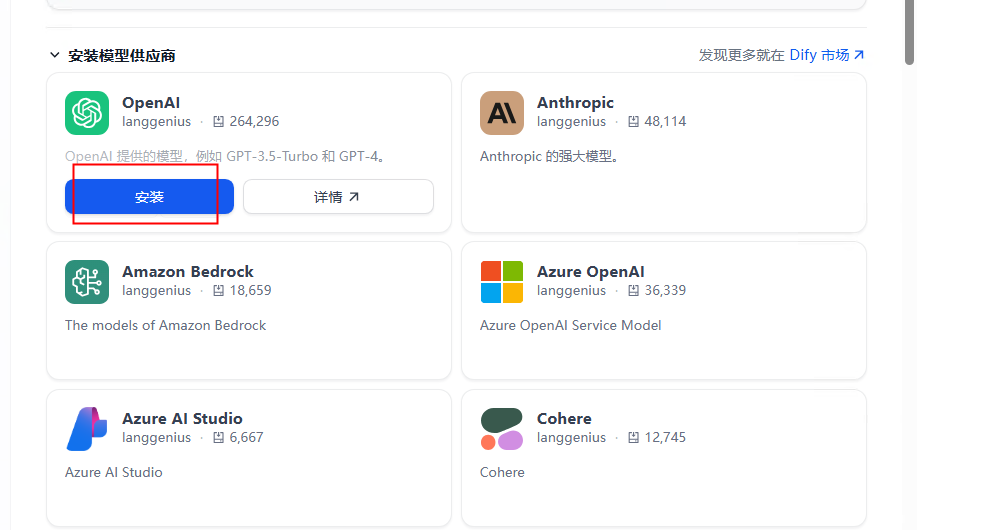 安装模型供应商
发现更多就在 Dify 市场
OpenAI
langgenius · 264,296
OpenAI 提供的模型，例如 GPT-3.5-Turbo 和 GPT-4。
安装
详情
Anthropic
langgenius · 48,114
Anthropic 的强大模型。
Amazon Bedrock
langgenius · 18,659
The models of Amazon Bedrock
Azure OpenAI
langgenius · 36,339
Azure OpenAI Service Model
Azure AI Studio
langgenius · 6,667
Azure AI Studio
Cohere
langgenius · 12,745
Cohere